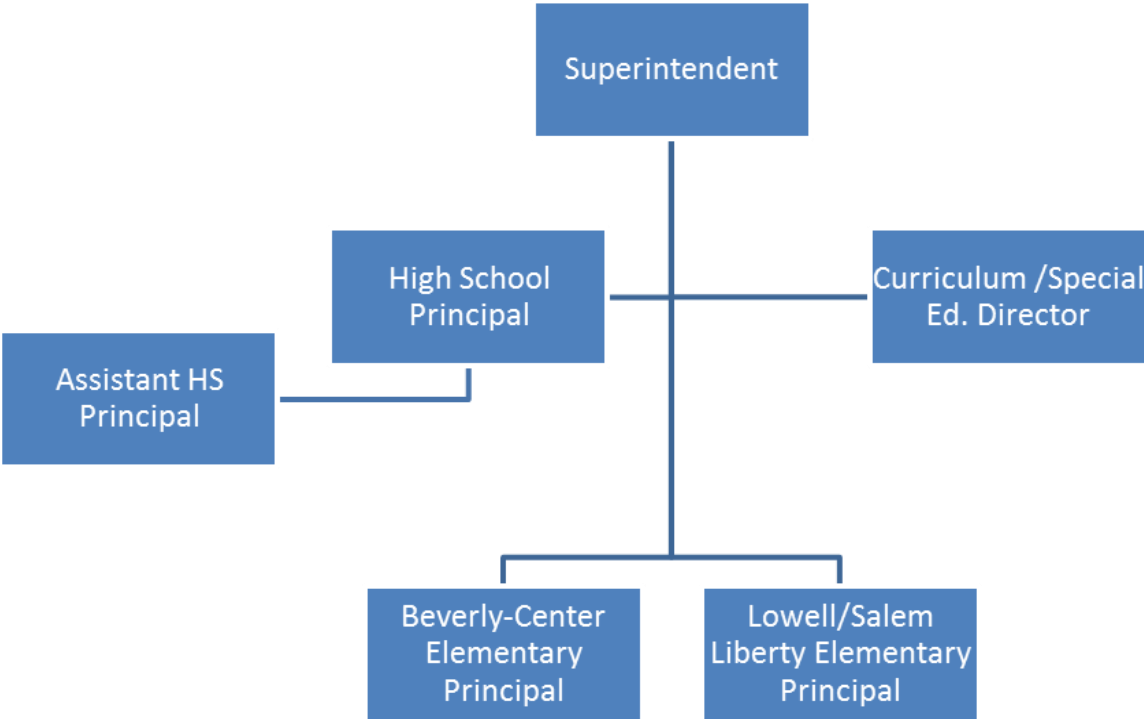 Superintendent
High School
Principal
Curriculum /Special
Ed. Director
Assistant HS
Principal
Beverly-Center
Elementary
Principal
Lowell/Salem
Liberty Elementary
Principal